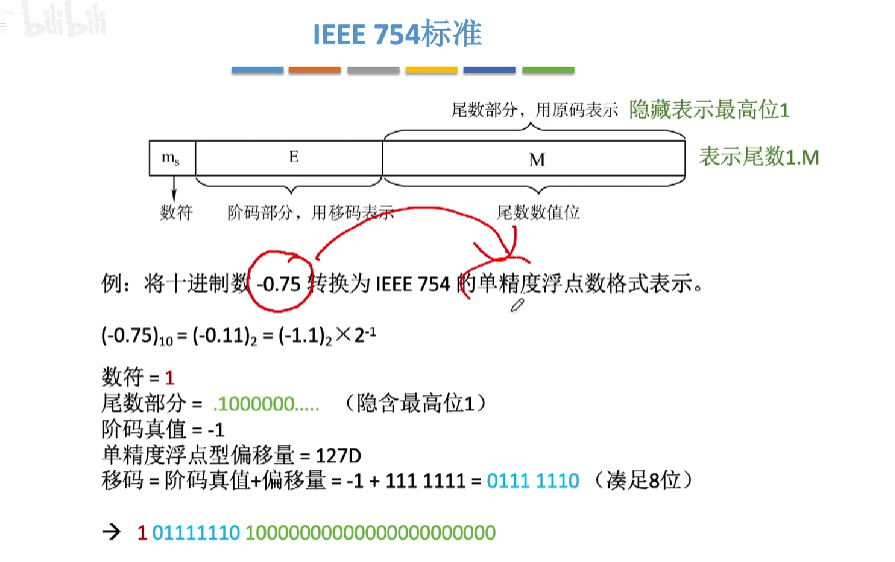 bilibili
IEEE 754标准
尾数部分，用原码表示 隐藏表示最高位1
ms E M 表示尾数1.M
数符 阶码部分，用移码表示 尾数数值位
例：将十进制数 -0.75 转换为 IEEE 754 的单精度浮点数格式表示。
(-0.75)10 = (-0.11)2 = (-1.1)2×2-1
数符 = 1
尾数部分 = .1000000..... （隐含最高位1）
阶码真值 = -1
单精度浮点型偏移量 = 127D
移码 = 阶码真值+偏移量 = -1 + 111 1111 = 0111 1110 （凑足8位）
→ 1 01111110 10000000000000000000000